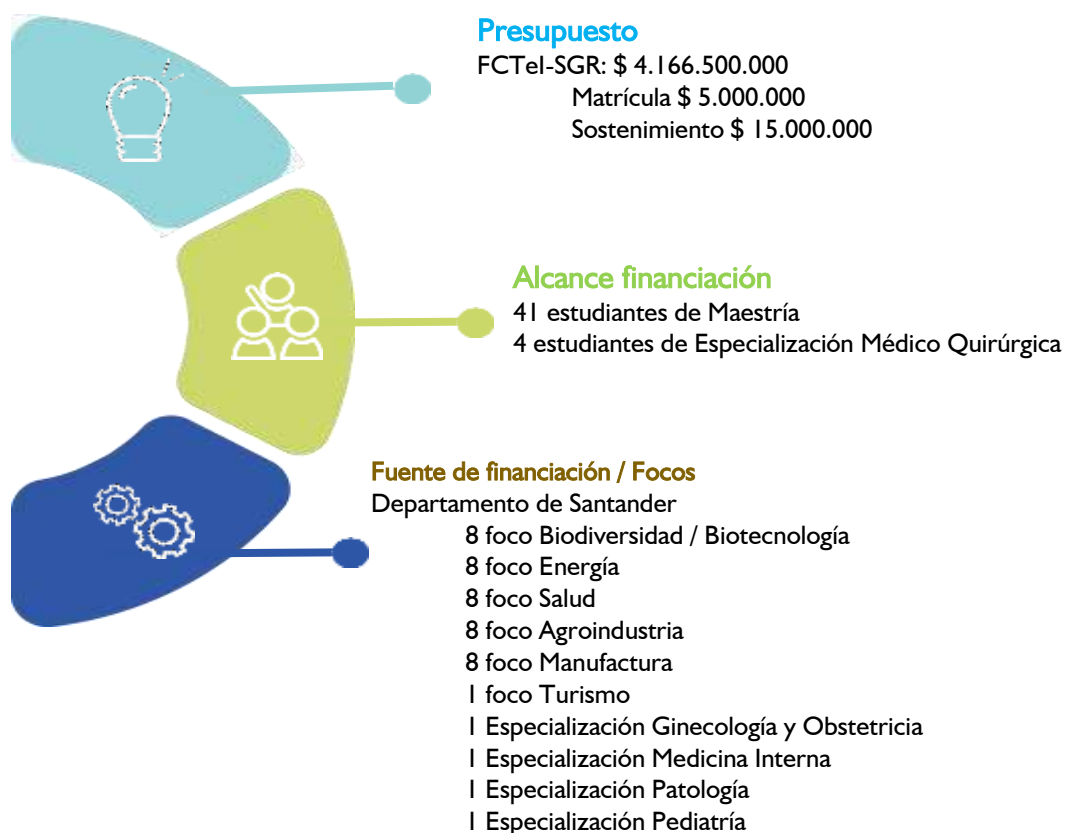 Presupuesto
FCTeI-SGR: $ 4.166.500.000
Matrícula $ 5.000.000
Sostenimiento $ 15.000.000
Alcance financiación
41 estudiantes de Maestría
4 estudiantes de Especialización Médico Quirúrgica
Fuente de financiación / Focos
Departamento de Santander
8 foco Biodiversidad / Biotecnología
8 foco Energía
8 foco Salud
8 foco Agroindustria
8 foco Manufactura
1 foco Turismo
1 Especialización Ginecología y Obstetricia
1 Especialización Medicina Interna
1 Especialización Patología
1 Especialización Pediatría